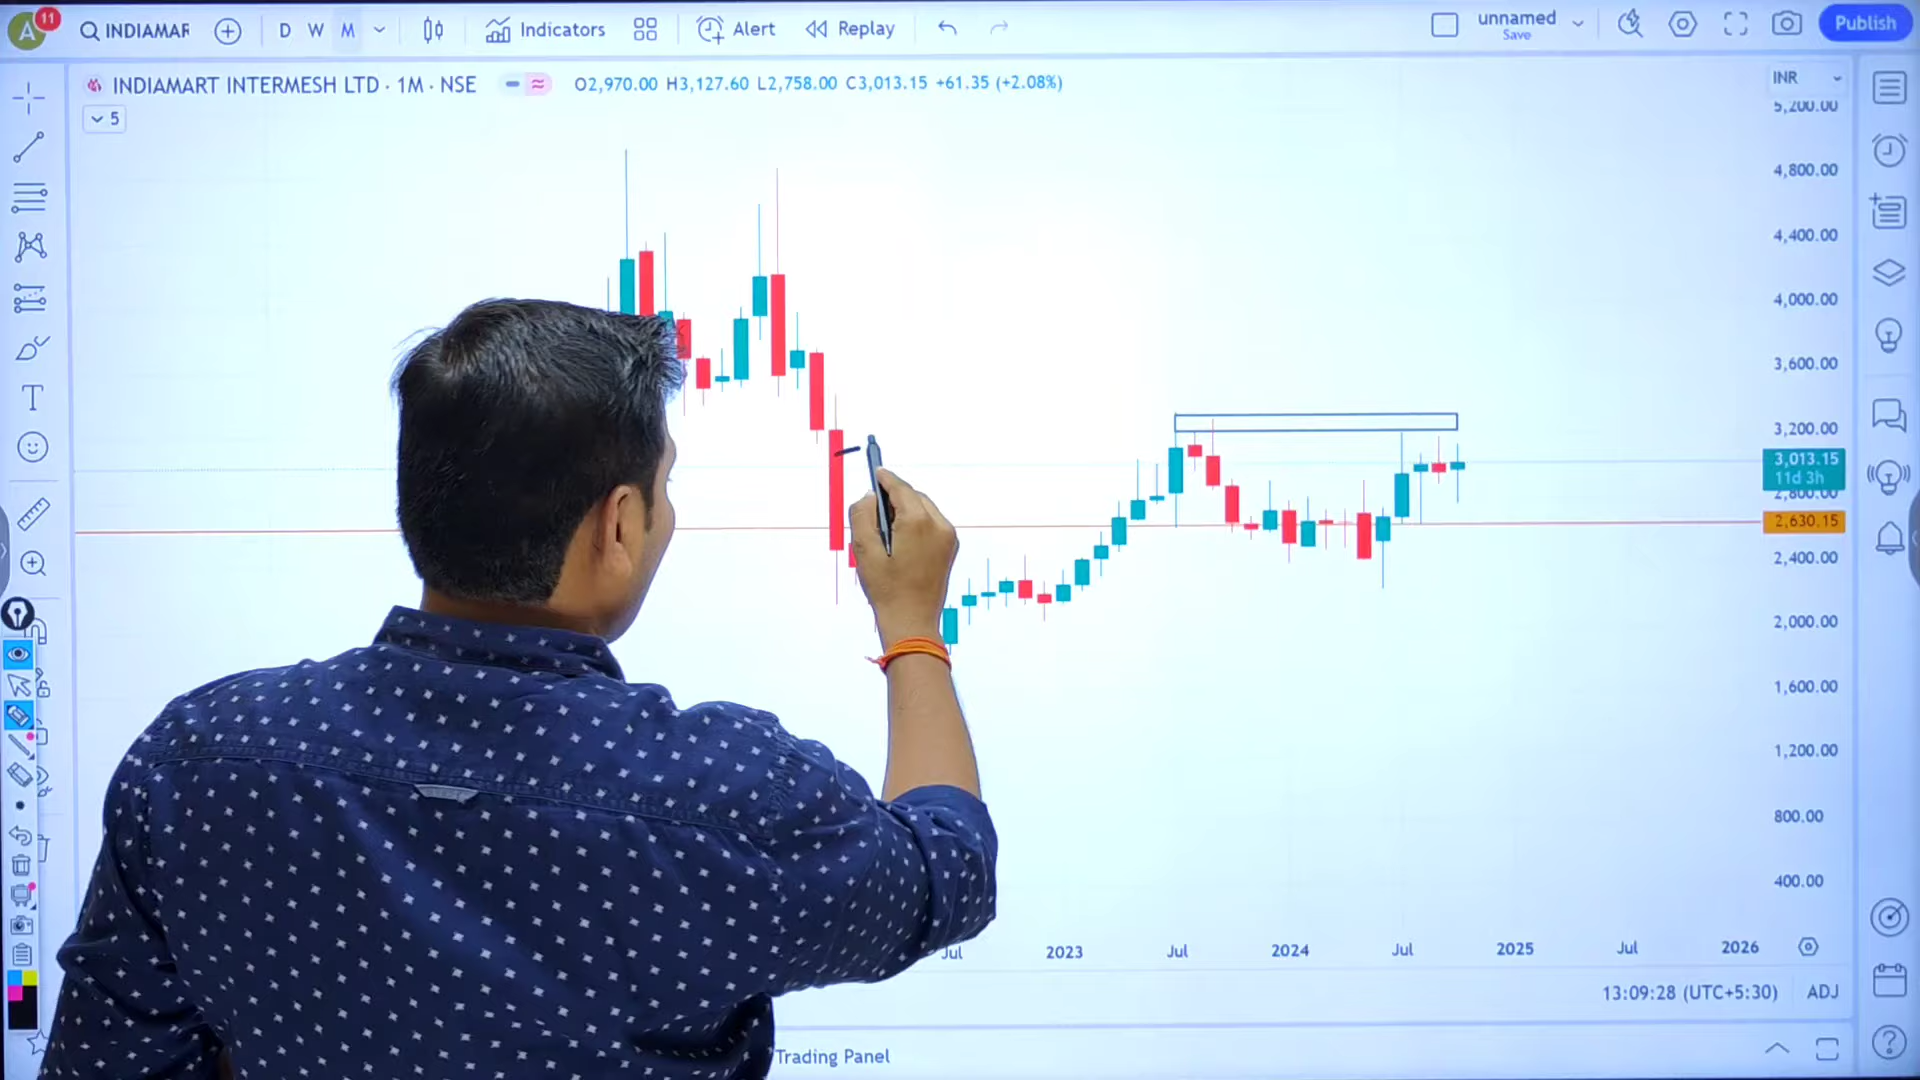 A 11 INDIAMAR D W M Indicators Alert Replay unnamed Save Publish
INDIAMART INTERMESH LTD · 1M · NSE O2,970.00 H3,127.60 L2,758.00 C3,013.15 +61.35 (+2.08%) INR
5
5,200.00
4,800.00
4,400.00
4,000.00
3,600.00
3,200.00
3,013.15
11d 3h
2,800.00
2,630.15
2,400.00
2,000.00
1,600.00
1,200.00
800.00
400.00
Jul 2023 Jul 2024 Jul 2025 Jul 2026
13:09:28 (UTC+5:30) ADJ
Trading Panel